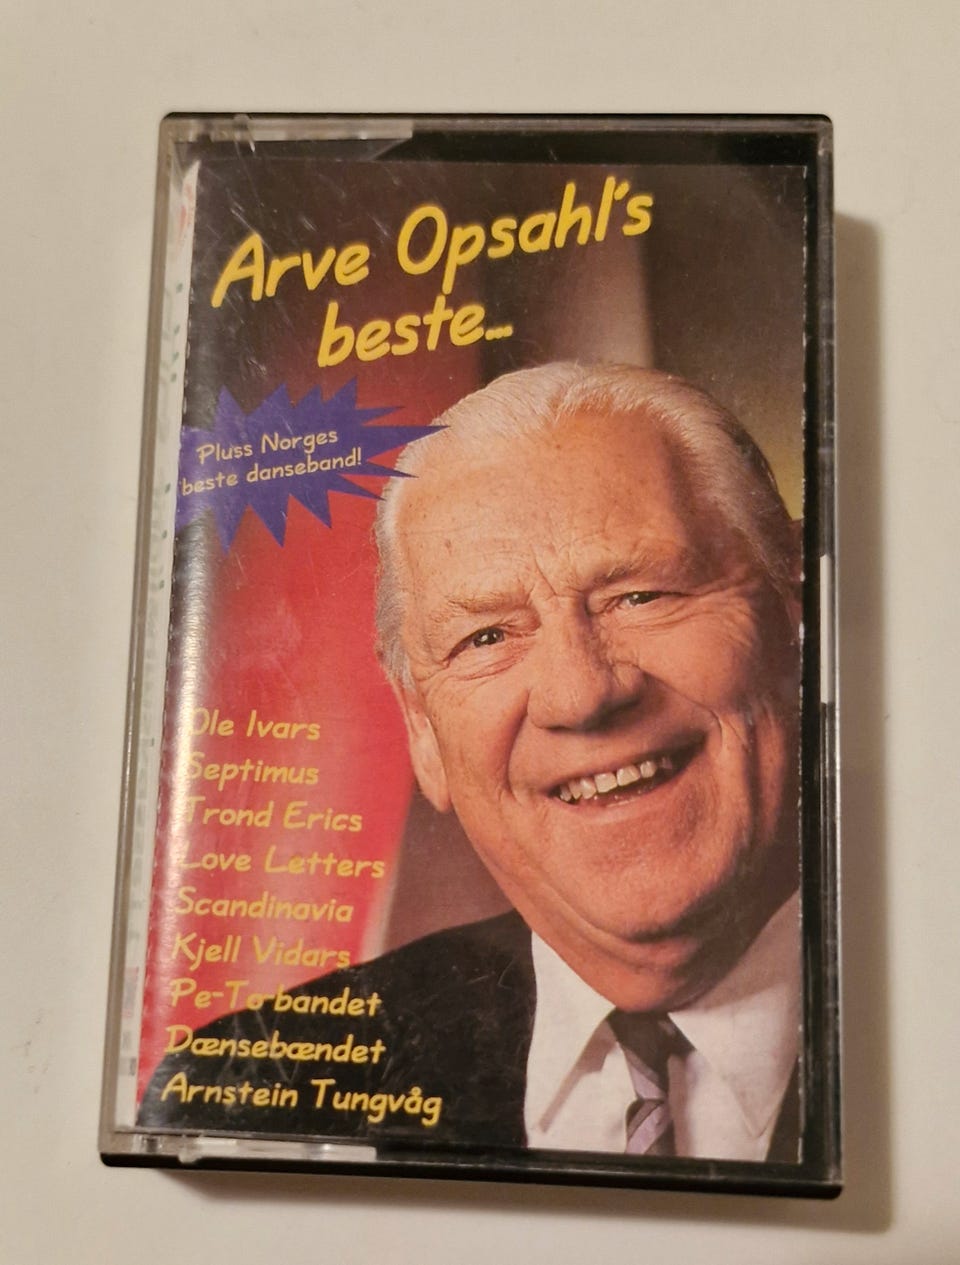 Arve Opsahl's
beste...
Pluss Norges
beste danseband!
Ole Ivars
Septimus
Trond Erics
Love Letters
Scandinavia
Kjell Vidars
Pe-To-bandet
Dænsebændet
Arnstein Tungvåg